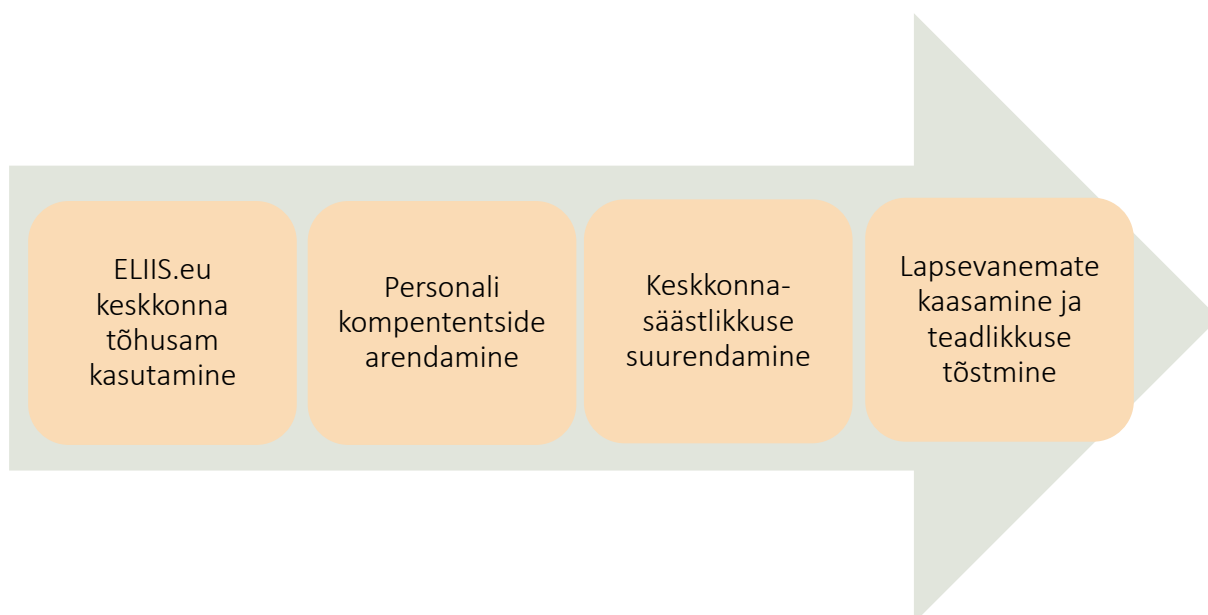 ELIIS.eu
keskkonna
tõhusam
kasutamine
Personali
kompententside
arendamine
Keskkonna-
säästlikkuse
suurendamine
Lapsevanemate
kaasamine ja
teadlikkuse
tõstmine